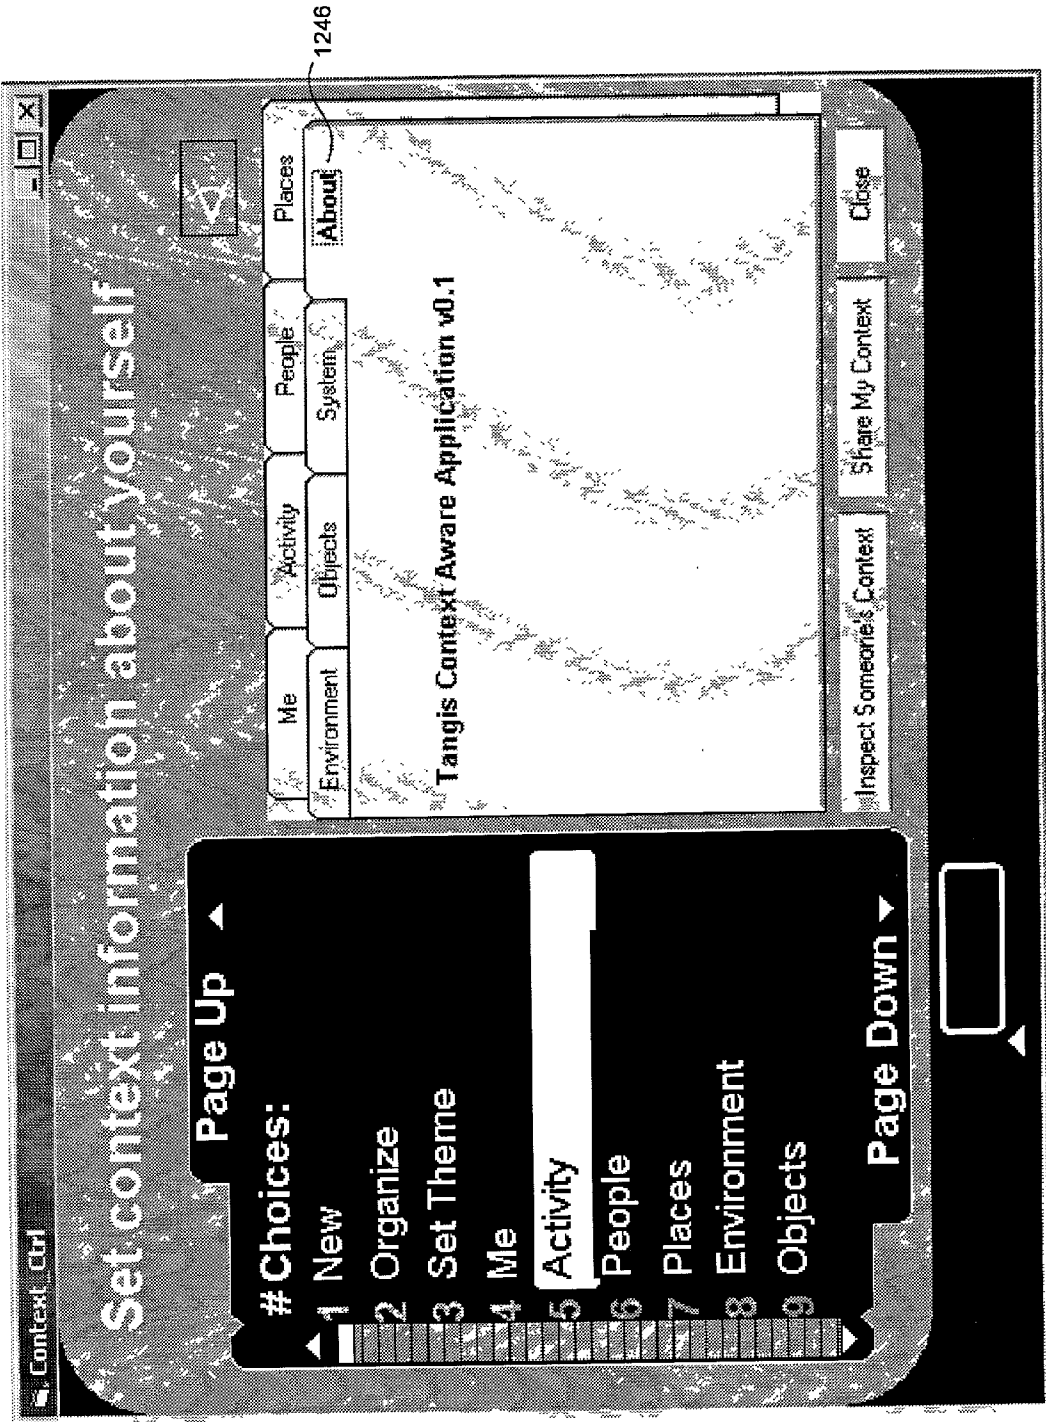 Context_Ctrl
Set context information about yourself
Page Up
# Choices:
1 New
2 Organize
3 Set Theme
4 Me
5 Activity
6 People
7 Places
8 Environment
9 Objects
Page Down
Me Activity People Places
Environment Objects System About
1246
Tangis Context Aware Application v0.1
Inspect Someone's Context Share My Context Close